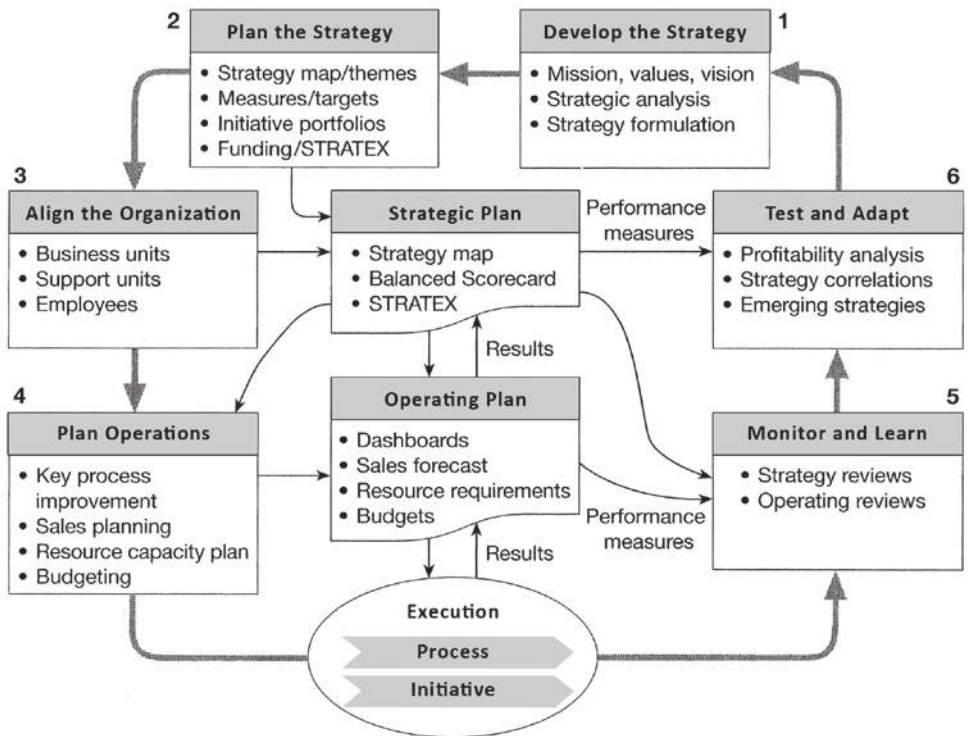 2
Plan the Strategy
• Strategy map/themes
• Measures/targets
• Initiative portfolios
• Funding/STRATEX
1
Develop the Strategy
• Mission, values, vision
• Strategic analysis
• Strategy formulation
3
Align the Organization
• Business units
• Support units
• Employees
Strategic Plan
• Strategy map
• Balanced Scorecard
• STRATEX
Performance
measures
6
Test and Adapt
• Profitability analysis
• Strategy correlations
• Emerging strategies
Results
4
Plan Operations
• Key process
improvement
• Sales planning
• Resource capacity plan
• Budgeting
Operating Plan
• Dashboards
• Sales forecast
• Resource requirements
• Budgets
Performance
measures
5
Monitor and Learn
• Strategy reviews
• Operating reviews
Results
Execution
Process
Initiative